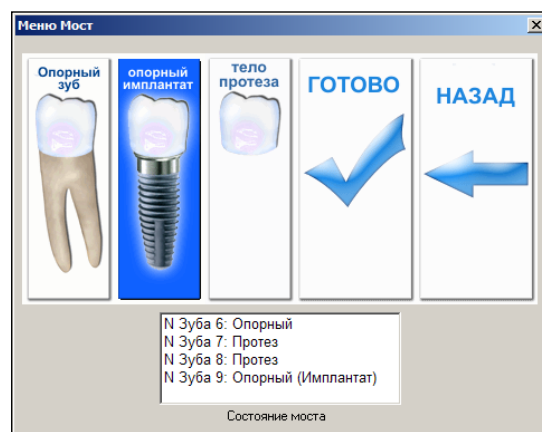 Меню Мост
Опорный
зуб
опорный
имплантат
тело
протеза
ГОТОВО
НАЗАД
N Зуба 6: Опорный
N Зуба 7: Протез
N Зуба 8: Протез
N Зуба 9: Опорный (Имплантат)
Состояние моста